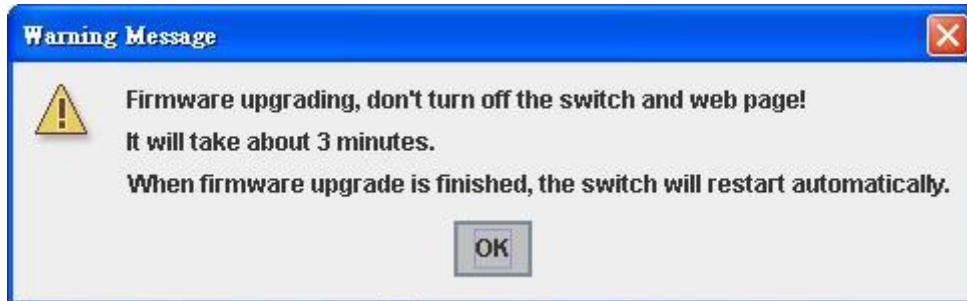 Warning Message
Firmware upgrading, don't turn off the switch and web page!
It will take about 3 minutes.
When firmware upgrade is finished, the switch will restart automatically.
OK